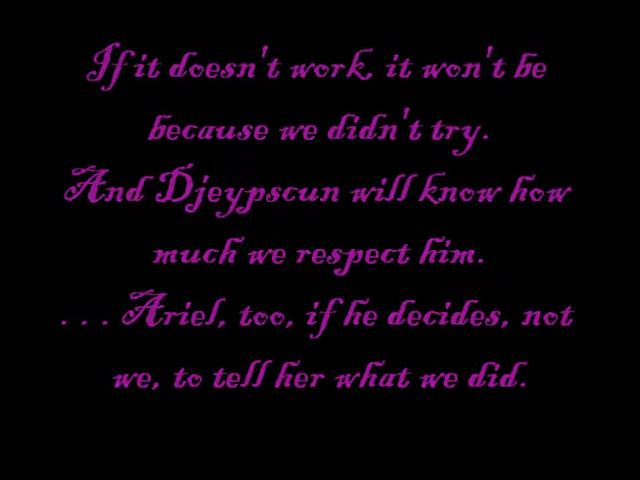 If it doesn't work, it won't be
because we didn't try.
And Djeypscun will know how
much we respect him.
. . . Ariel, too, if he decides, not
we, to tell her what we did.